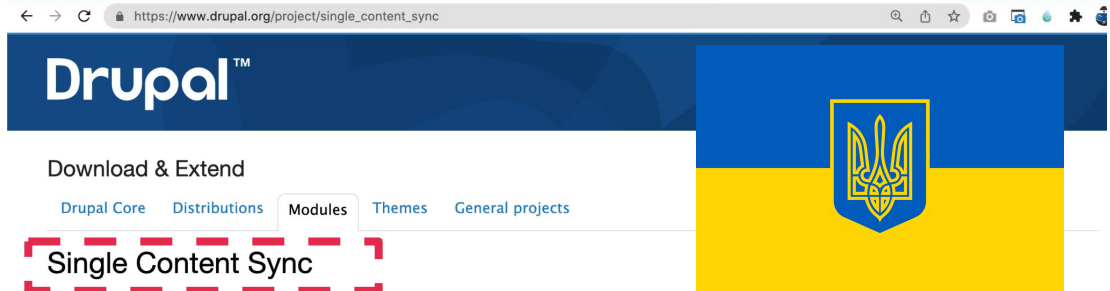 https://www.drupal.org/project/single_content_sync
Drupal™
Download & Extend
Drupal Core Distributions Modules Themes General projects
Single Content Sync